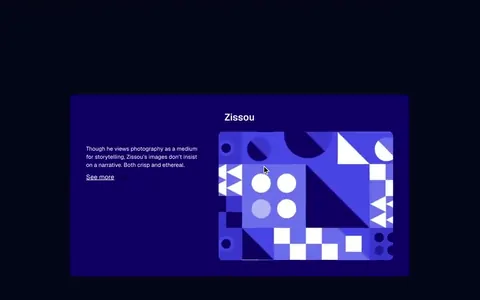 Zissou
Though he views photography as a medium
for storytelling, Zissou's images don't insist
on a narrative. Both crisp and ethereal.
See more